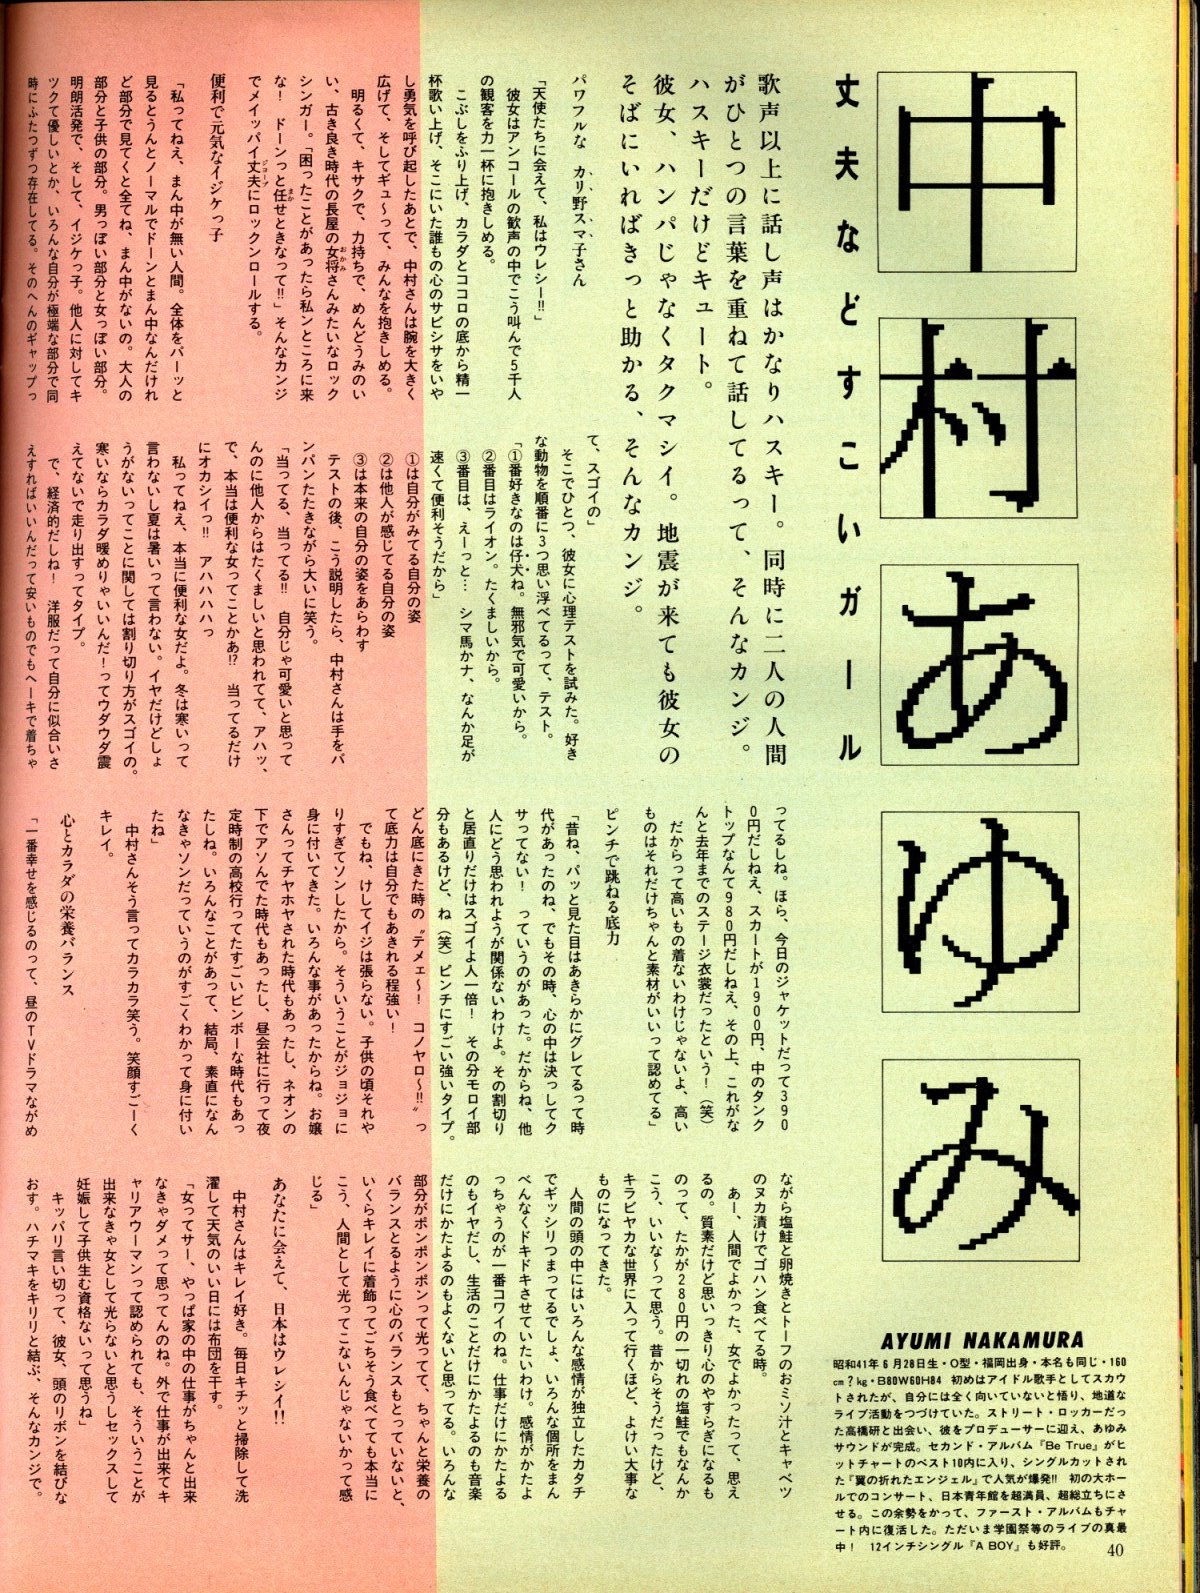 中村あゆみ
丈夫などすこいガール
歌声以上に話し声はかなりハスキー。同時に二人の人間
がひとつの言葉を重ねて話してるって、そんなカンジ。
ハスキーだけどキュート。
彼女、ハンパじゃなくタクマシイ。地震が来ても彼女の
そばにいればきっと助かる、そんなカンジ。
パワフルな カリ野スマ子さん
「天使たちに会えて、私はウレシー!!」
彼女はアンコールの歓声の中でこう叫んで5千人
の観客を力一杯に抱きしめる。
こぶしをふり上げ、カラダとココロの底から精一
杯歌い上げ、そこにいた誰もの心のサビシサをいや
し勇気を呼び起したあとで、中村さんは腕を大きく
広げて、そしてギュ〜って、みんなを抱きしめる。
明るくて、キサクで、力持ちで、めんどうみのい
い、古き良き時代の長屋の女将さんみたいなロック
シンガー。「困ったことがあったら私ンところに来
な! ドーンっと任せときなって!!」そんなカンジ
でメイッパイ丈夫にロックンロールする。
便利で元気なイジケっ子
「私ってねえ、まん中が無い人間。全体をパーッと
見るとうんとノーマルでドーンとまん中なんだけれ
ど部分で見てくと全てね、まん中がないの。大人の
部分と子供の部分。男っぽい部分と女っぽい部分。
明朗活発で、そして、イジケっ子。他人に対してキ
ツクて優しいとか、いろんな自分が極端な部分で同
時にふたつずつ存在してる。そのへんのギャップっ
て、スゴイの」
そこでひとつ、彼女に心理テストを試みた。好き
な動物を順番に3つ思い浮べてるって、テスト。
「①番好きなのは仔犬ね。無邪気で可愛いから。
②番目はライオン。たくましいから。
③番目は、えーっと… シマ馬かナ、なんか足が
速くて便利そうだから」
①は自分がみてる自分の姿
②は他人が感じてる自分の姿
③は本来の自分の姿をあらわす
テストの後、こう説明したら、中村さんは手をバ
ンバンたたきながら大いに笑う。
「当ってる、当ってる!! 自分じゃ可愛いと思って
んのに他人からはたくましいと思われてて、アハッ、
で、本当は便利な女ってことかあ!? 当ってるだけ
にオカシイっ!! アハハハハっ
私ってねえ、本当に便利な女だよ。冬は寒いって
言わないし夏は暑いって言わない。イヤだけどしょ
うがないってことに関しては割り切り方がスゴイの。
寒いならカラダ暖めりゃいいんだ!ってウダウダ震
えてないで走り出すってタイプ。
で、経済的だしね! 洋服だって自分に似合いさ
えすればいいんだって安いものでもヘーキで着ちゃ
ってるしね。ほら、今日のジャケットだって390
0円だしねえ、スカートが1900円、中のタンク
トップなんて980円だしねえ、その上、これがな
んと去年までのステージ衣裳だったという!(笑)
だからって高いもの着ないわけじゃないよ、高い
ものはそれだけちゃんと素材がいいって認めてる」
ピンチで跳ねる底力
「昔ね、パッと見た目はあきらかにグレてるって時
代があったのね、でもその時、心の中は決っしてク
サってない! っていうのがあった。だからね、他
人にどう思われようが関係ないわけよ。その割切り
と居直りだけはスゴイよ人一倍! その分モロイ部
分もあるけど、ね(笑)ピンチにすごい強いタイプ。
どん底にきた時の〝テメェ〜! コノヤロ〜!!〟っ
て底力は自分でもあきれる程強い!
でもね、けしてイジは張らない。子供の頃それや
りすぎてソンしたから。そういうことがジョジョに
身に付いてきた。いろんな事があったからね。お嬢
さんってチヤホヤされた時代もあったし、ネオンの
下でアソんでた時代もあったし、昼会社に行って夜
定時制の高校行ってたすごいビンボーな時代もあっ
たしね。いろんなことがあって、結局、素直になん
なきゃソンだっていうのがすごくわかって身に付い
たね」
中村さんそう言ってカラカラ笑う。笑顔すごーく
キレイ。
心とカラダの栄養バランス
「一番幸せを感じるのって、昼のTVドラマながめ
ながら塩鮭と卵焼きとトーフのおミソ汁とキャベツ
のヌカ漬けでゴハン食べてる時。
あー、人間でよかった、女でよかったって、思え
るの。質素だけど思いっきり心のやすらぎになるも
のって、たかが280円の一切れの塩鮭でもなんか
こう、いいな〜って思う。昔からそうだったけど、
キラビヤカな世界に入って行くほど、よけい大事な
ものになってきた。
人間の頭の中にはいろんな感情が独立したカタチ
でギッシリつまってるでしょ、いろんな個所をまん
べんなくドキドキさせていたいわけ。感情がかたよ
っちゃうのが一番コワイのね。仕事だけにかたよる
のもイヤだし、生活のことだけにかたよるのも音楽
だけにかたよるのもよくないと思ってる。いろんな
部分がポンポンポンって光ってて、ちゃんと栄養の
バランスとるように心のバランスもとっていないと、
いくらキレイに着飾ってごちそう食べてても本当に
こう、人間として光ってこないんじゃないかって感
じる」
あなたに会えて、日本はウレシイ!!
中村さんはキレイ好き。毎日キチッと掃除して洗
濯して天気のいい日には布団を干す。
「女ってサー、やっぱ家の中の仕事がちゃんと出来
なきゃダメって思ってんのね。外で仕事が出来てキ
ャリアウーマンって認められても、そういうことが
出来なきゃ女として光らないと思うしセックスして
妊娠して子供生む資格ないって思うね」
キッパリ言い切って、彼女、頭のリボンを結びな
おす。ハチマキをキリリと結ぶ、そんなカンジで。
AYUMI NAKAMURA
昭和41年6月28日生・O型・福岡出身・本名も同じ・160
cm?kg・B80W60H84 初めはアイドル歌手としてスカウ
トされたが、自分には全く向いていないと悟り、地道な
ライブ活動をつづけていた。ストリート・ロッカーだっ
た高橋研と出会い、彼をプロデューサーに迎え、あゆみ
サウンドが完成。セカンド・アルバム『Be True』がヒ
ットチャートのベスト10内に入り、シングルカットされ
た『翼の折れたエンジェル』で人気が爆発!! 初の大ホー
ルでのコンサート、日本青年館を超満員、超総立ちにさ
せる。この余勢をかって、ファースト・アルバムもチャ
ート内に復活した。ただいま学園祭等のライブの真最
中! 12インチシングル『A BOY』も好評。
40